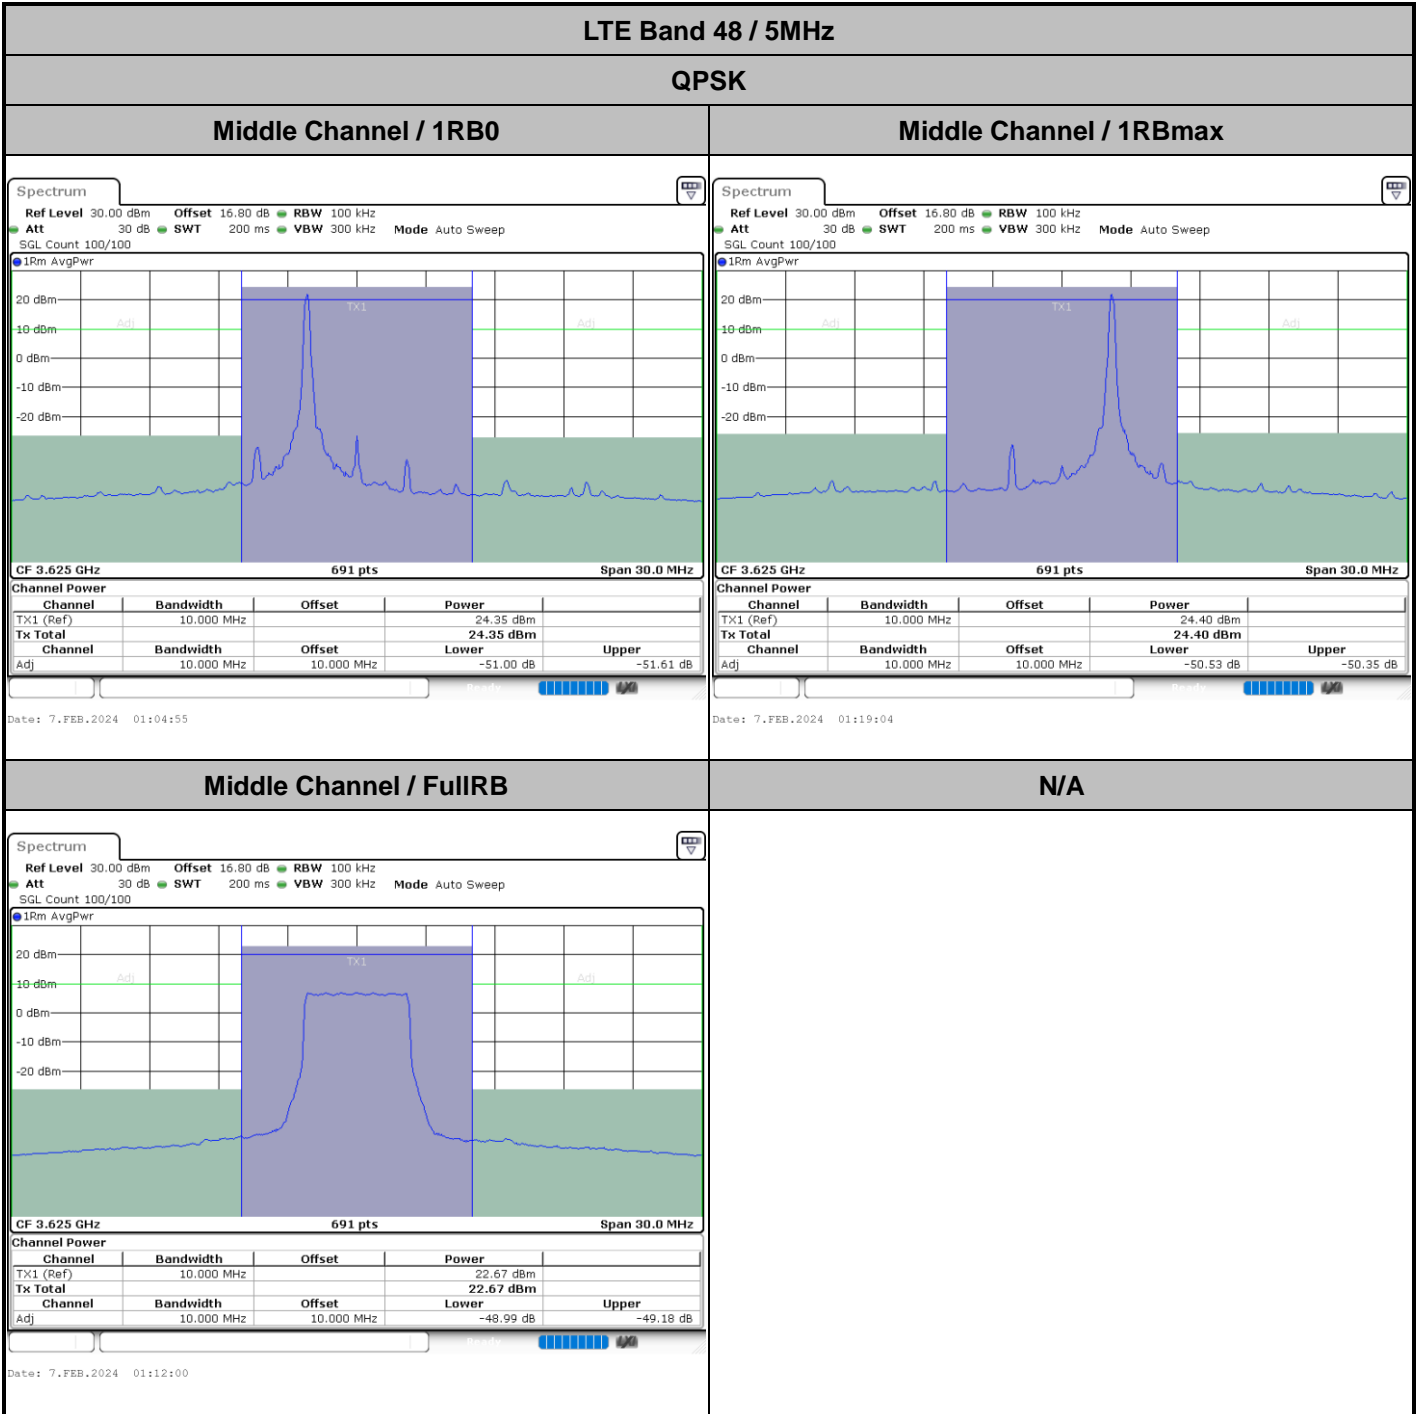 LTE Band 48 / 5MHz
QPSK
Middle Channel / 1RB0
Middle Channel / 1RBmax
Spectrum
Ref Level 30.00 dBm Offset 16.80 dB RBW 100 kHz
Att 30 dB SWT 200 ms VBW 300 kHz Mode Auto Sweep
SGL Count 100/100
1Rm AvgPwr
20 dBm
TX1
Adj
Adj
10 dBm
0 dBm
-10 dBm
-20 dBm
CF 3.625 GHz 691 pts Span 30.0 MHz
Channel Power
Channel Bandwidth Offset Power
TX1 (Ref) 10.000 MHz 24.35 dBm
Tx Total 24.35 dBm
Channel Bandwidth Offset Lower Upper
Adj 10.000 MHz 10.000 MHz -51.00 dB -51.61 dB
Ready
Date: 7.FEB.2024 01:04:55
Spectrum
Ref Level 30.00 dBm Offset 16.80 dB RBW 100 kHz
Att 30 dB SWT 200 ms VBW 300 kHz Mode Auto Sweep
SGL Count 100/100
1Rm AvgPwr
20 dBm
TX1
Adj
Adj
10 dBm
0 dBm
-10 dBm
-20 dBm
CF 3.625 GHz 691 pts Span 30.0 MHz
Channel Power
Channel Bandwidth Offset Power
TX1 (Ref) 10.000 MHz 24.40 dBm
Tx Total 24.40 dBm
Channel Bandwidth Offset Lower Upper
Adj 10.000 MHz 10.000 MHz -50.53 dB -50.35 dB
Ready
Date: 7.FEB.2024 01:19:04
Middle Channel / FullRB
N/A
Spectrum
Ref Level 30.00 dBm Offset 16.80 dB RBW 100 kHz
Att 30 dB SWT 200 ms VBW 300 kHz Mode Auto Sweep
SGL Count 100/100
1Rm AvgPwr
20 dBm
TX1
Adj
Adj
10 dBm
0 dBm
-10 dBm
-20 dBm
CF 3.625 GHz 691 pts Span 30.0 MHz
Channel Power
Channel Bandwidth Offset Power
TX1 (Ref) 10.000 MHz 22.67 dBm
Tx Total 22.67 dBm
Channel Bandwidth Offset Lower Upper
Adj 10.000 MHz 10.000 MHz -48.99 dB -49.18 dB
Ready
Date: 7.FEB.2024 01:12:00